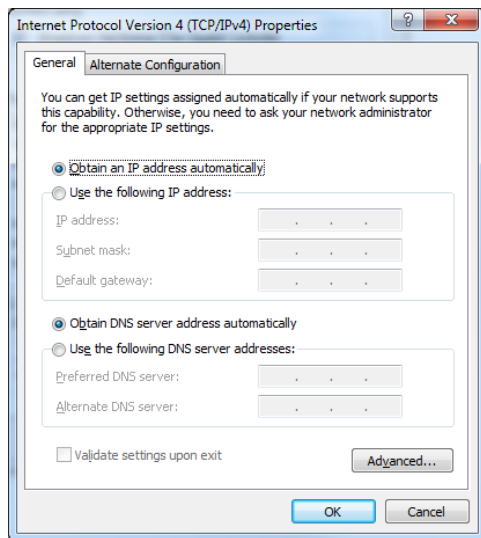 Internet Protocol Version 4 (TCP/IPv4) Properties
General
Alternate Configuration
You can get IP settings assigned automatically if your network supports
this capability. Otherwise, you need to ask your network administrator
for the appropriate IP settings.
Obtain an IP address automatically
Use the following IP address:
IP address:
Subnet mask:
Default gateway:
Obtain DNS server address automatically
Use the following DNS server addresses:
Preferred DNS server:
Alternate DNS server:
Validate settings upon exit
Advanced...
OK
Cancel